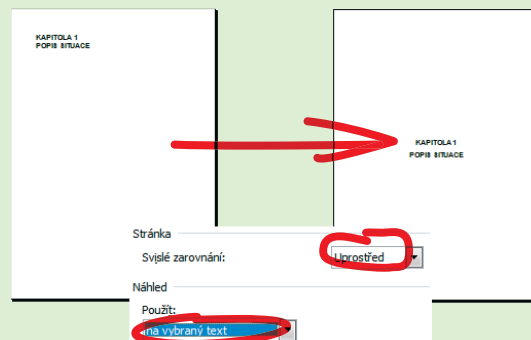 KAPITOLA 1
POPIS SITUACE
KAPITOLA 1
POPIS SITUACE
Stránka
Svislé zarovnání:
Uprostřed
Náhled
Použít:
na vybraný text